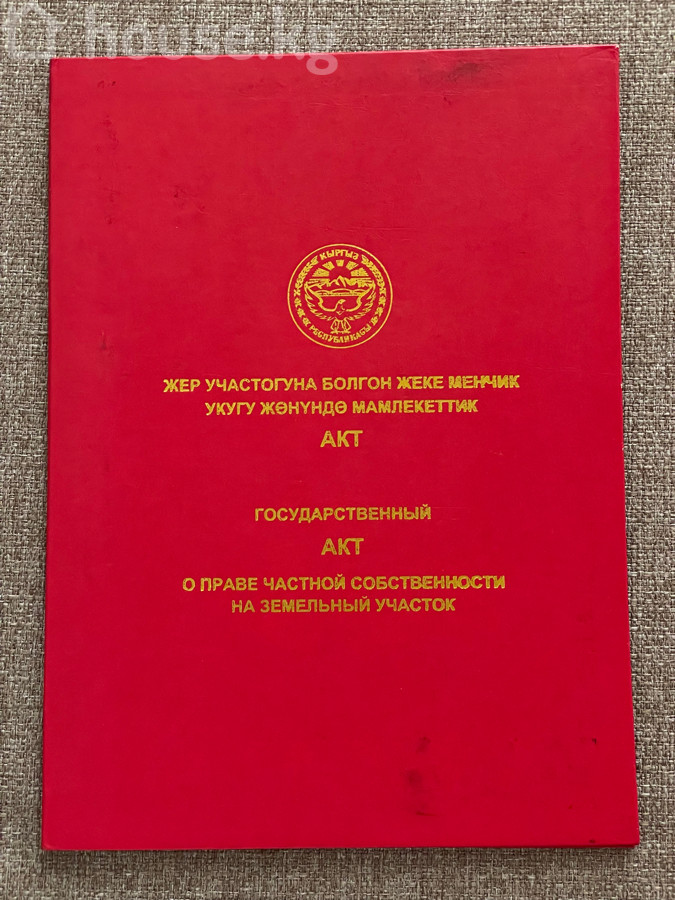 house.kg
КЫРГЫЗ
РЕСПУБЛИКАСЫ
ЖЕР УЧАСТОГУНА БОЛГОН ЖЕКЕ МЕНЧИК
УКУГУ ЖӨНҮНДӨ МАМЛЕКЕТТИК
АКТ
ГОСУДАРСТВЕННЫЙ
АКТ
О ПРАВЕ ЧАСТНОЙ СОБСТВЕННОСТИ
НА ЗЕМЕЛЬНЫЙ УЧАСТОК